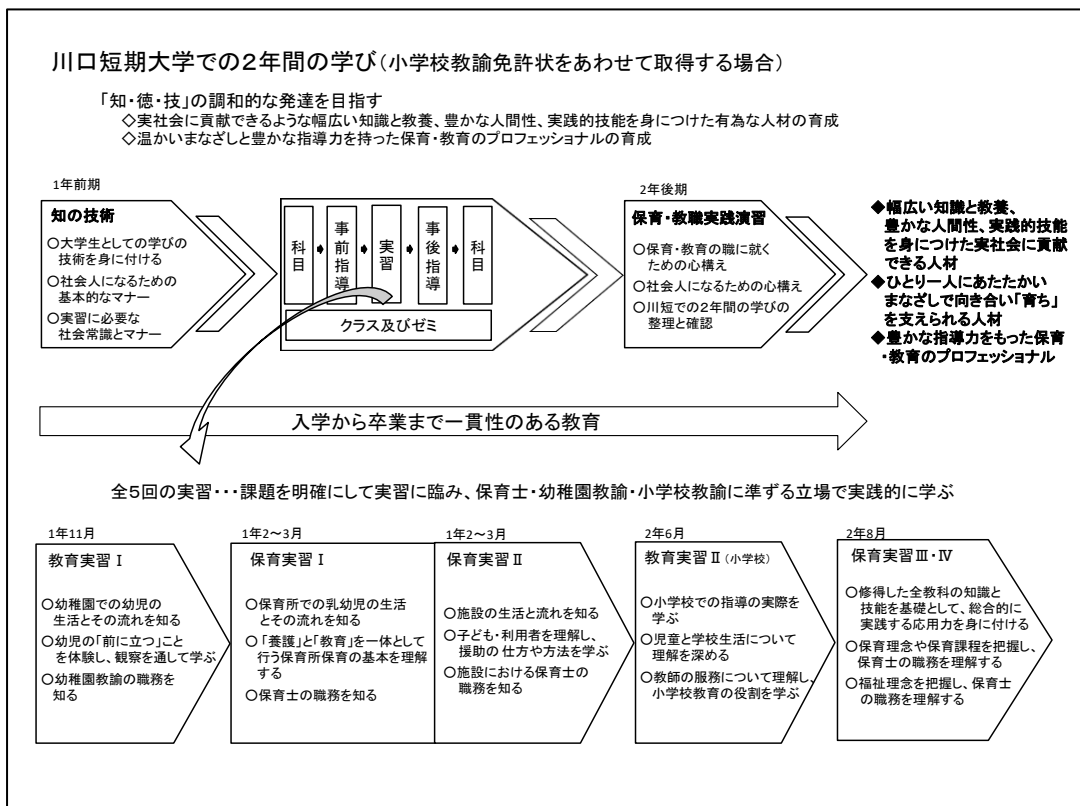 川口短期大学での2年間の学び(小学校教諭免許状をあわせて取得する場合)
「知・徳・技」の調和的な発達を目指す
◇実社会に貢献できるような幅広い知識と教養、豊かな人間性、実践的技能を身につけた有為な人材の育成
◇温かいまなざしと豊かな指導力を持った保育・教育のプロフェッショナルの育成
1年前期
知の技術
○大学生としての学びの
技術を身に付ける
○社会人になるための
基本的なマナー
○実習に必要な
社会常識とマナー
科目
事前指導
実習
事後指導
科目
クラス及びゼミ
2年後期
保育・教職実践演習
○保育・教育の職に就く
ための心構え
○社会人になるための心構え
○川短での2年間の学びの
整理と確認
◆幅広い知識と教養、
豊かな人間性、実践的技能
を身につけた実社会に貢献
できる人材
◆ひとり一人にあたたかい
まなざしで向き合い「育ち」
を支えられる人材
◆豊かな指導力をもった保育
・教育のプロフェッショナル
入学から卒業まで一貫性のある教育
全5回の実習・・・課題を明確にして実習に臨み、保育士・幼稚園教諭・小学校教諭に準ずる立場で実践的に学ぶ
1年11月
教育実習Ⅰ
○幼稚園での幼児の
生活とその流れを知る
○幼児の「前に立つ」こと
を体験し、観察を通して学ぶ
○幼稚園教諭の職務を
知る
1年2～3月
保育実習Ⅰ
○保育所での乳幼児の生活
とその流れを知る
○「養護」と「教育」を一体として
行う保育所保育の基本を理解
する
○保育士の職務を知る
1年2～3月
保育実習Ⅱ
○施設の生活と流れを知る
○子ども・利用者を理解し、
援助の仕方や方法を学ぶ
○施設における保育士の
職務を知る
2年6月
教育実習Ⅱ(小学校)
○小学校での指導の実際を
学ぶ
○児童と学校生活について
理解を深める
○教師の服務について理解し、
小学校教育の役割を学ぶ
2年8月
保育実習Ⅲ・Ⅳ
○修得した全教科の知識と
技能を基礎として、総合的に
実践する応用力を身に付ける
○保育理念や保育課程を把握し、
保育士の職務を理解する
○福祉理念を把握し、保育士
の職務を理解する